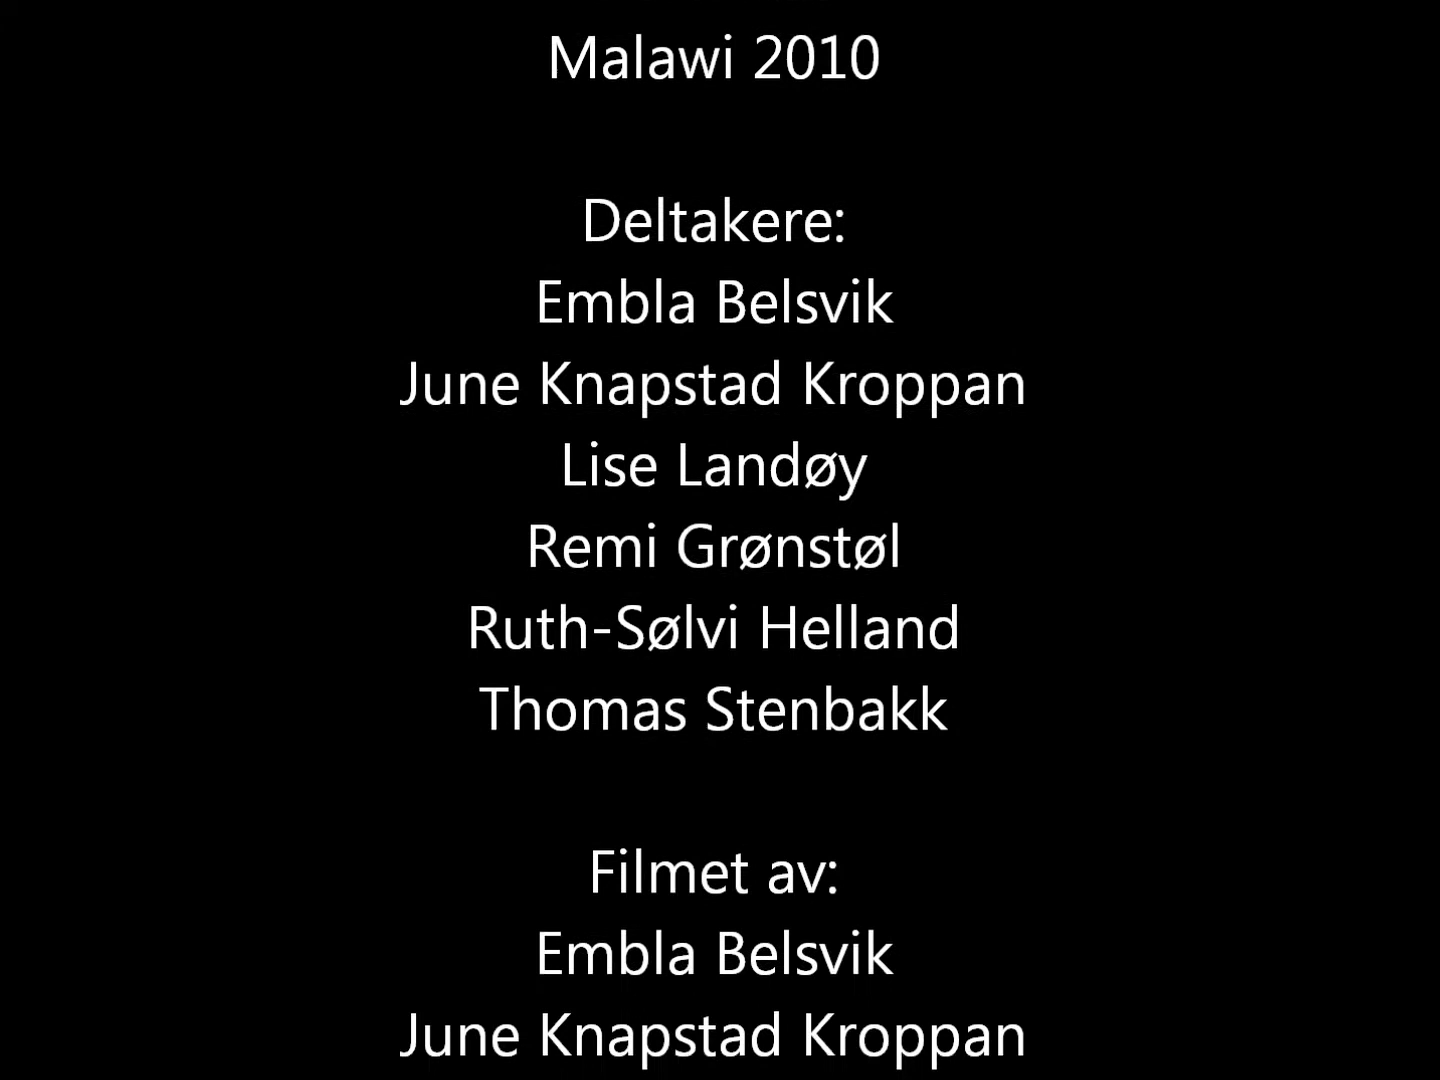 Malawi 2010
Deltakere:
Embla Belsvik
June Knapstad Kroppan
Lise Landøy
Remi Grønstøl
Ruth-Sølvi Helland
Thomas Stenbakk
Filmet av:
Embla Belsvik
June Knapstad Kroppan